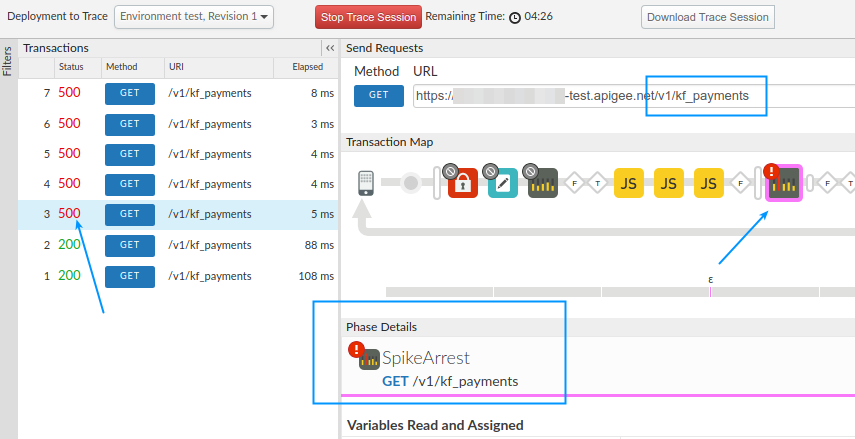 Deployment to Trace
Environment test, Revision 1
Stop Trace Session
Remaining Time: 04:26
Download Trace Session
Filters
Transactions
Status Method URI Elapsed
7 500 GET /v1/kf_payments 8 ms
6 500 GET /v1/kf_payments 3 ms
5 500 GET /v1/kf_payments 4 ms
4 500 GET /v1/kf_payments 4 ms
3 500 GET /v1/kf_payments 5 ms
2 200 GET /v1/kf_payments 88 ms
1 200 GET /v1/kf_payments 108 ms
Send Requests
Method URL
GET https:// -test.apigee.net/v1/kf_payments
Transaction Map
F T JS JS JS F F T
ε
Phase Details
SpikeArrest
GET /v1/kf_payments
Variables Read and Assigned